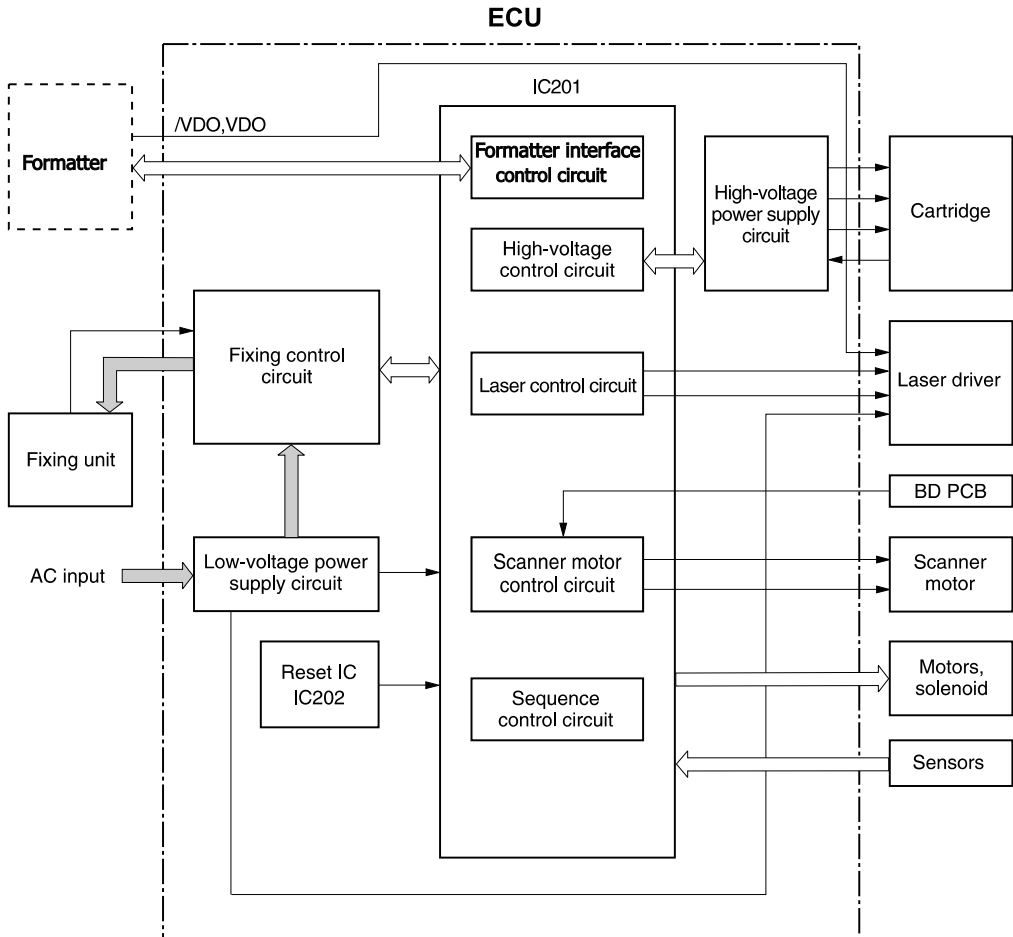 ECU
IC201
/VDO,VDO
Formatter
Formatter interface
control circuit
High-voltage
power supply
circuit
Cartridge
High-voltage
control circuit
Fixing control
circuit
Laser control circuit
Laser driver
Fixing unit
BD PCB
AC input
Low-voltage power
supply circuit
Scanner motor
control circuit
Scanner
motor
Reset IC
IC202
Sequence
control circuit
Motors,
solenoid
Sensors